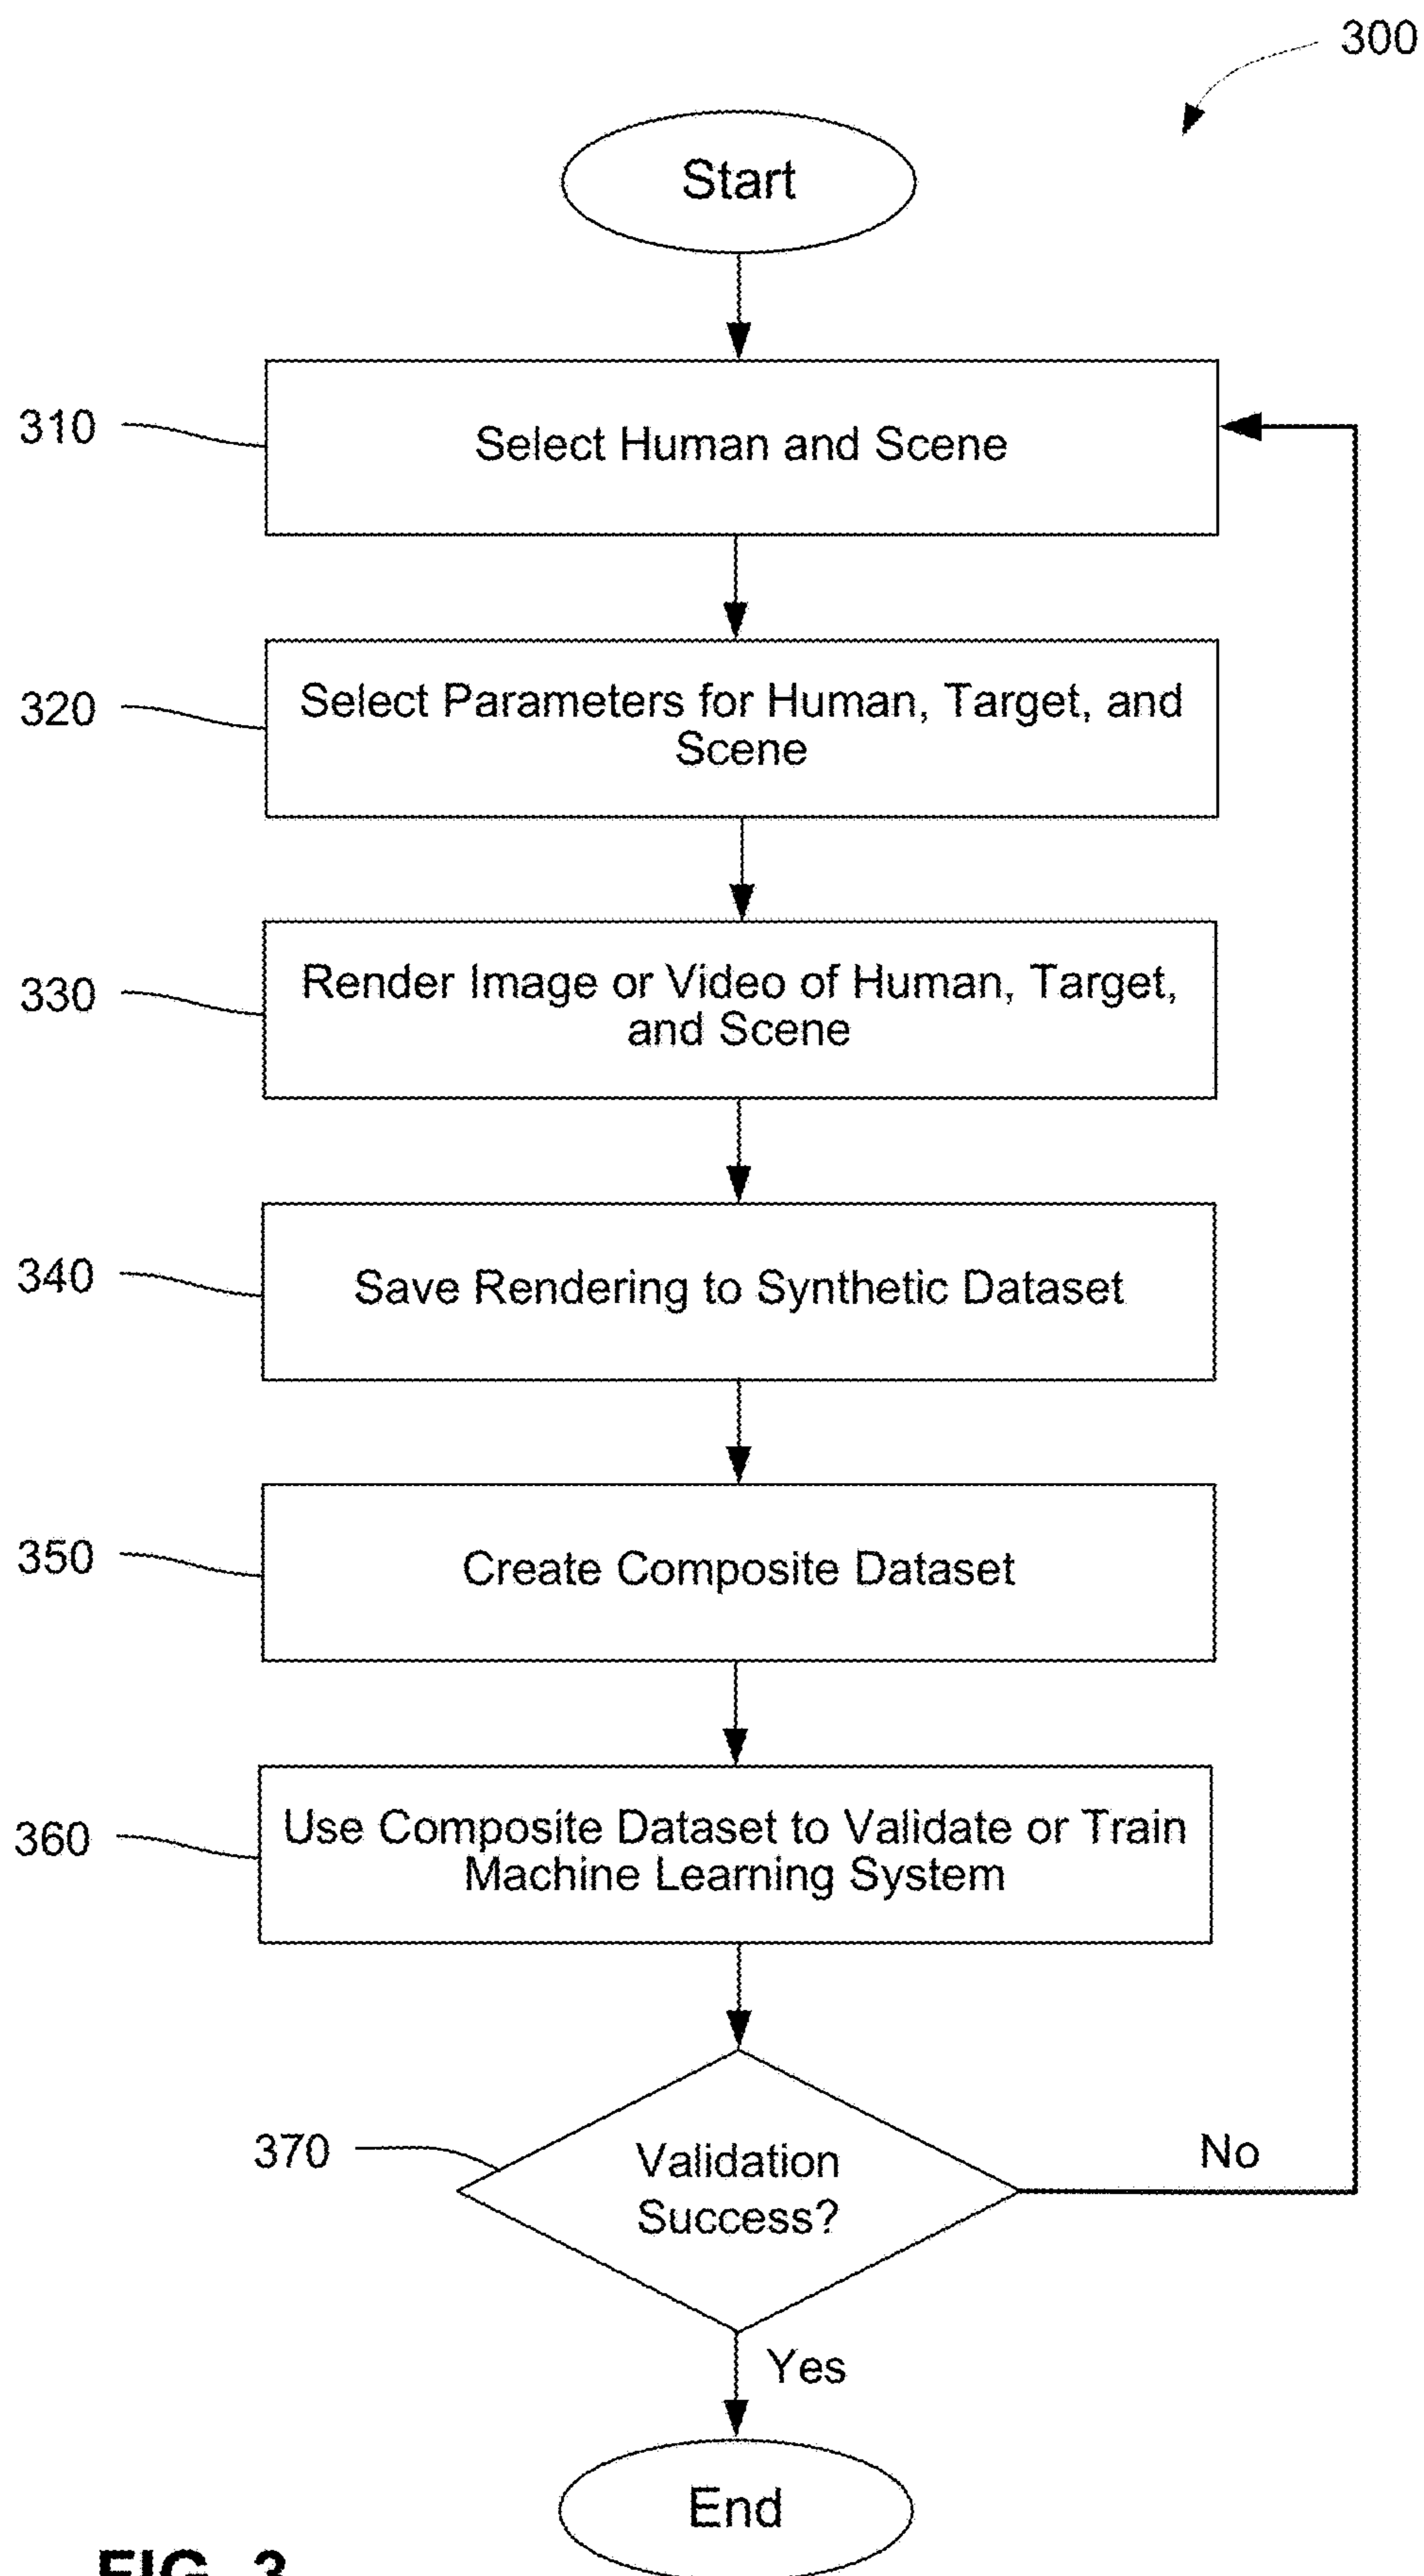 300
Start
310
Select Human and Scene
320
Select Parameters for Human, Target, and
Scene
330
Render Image or Video of Human, Target,
and Scene
340
Save Rendering to Synthetic Dataset
350
Create Composite Dataset
360
Use Composite Dataset to Validate or Train
Machine Learning System
370
Validation
Success?
No
Yes
End
FIG. 3